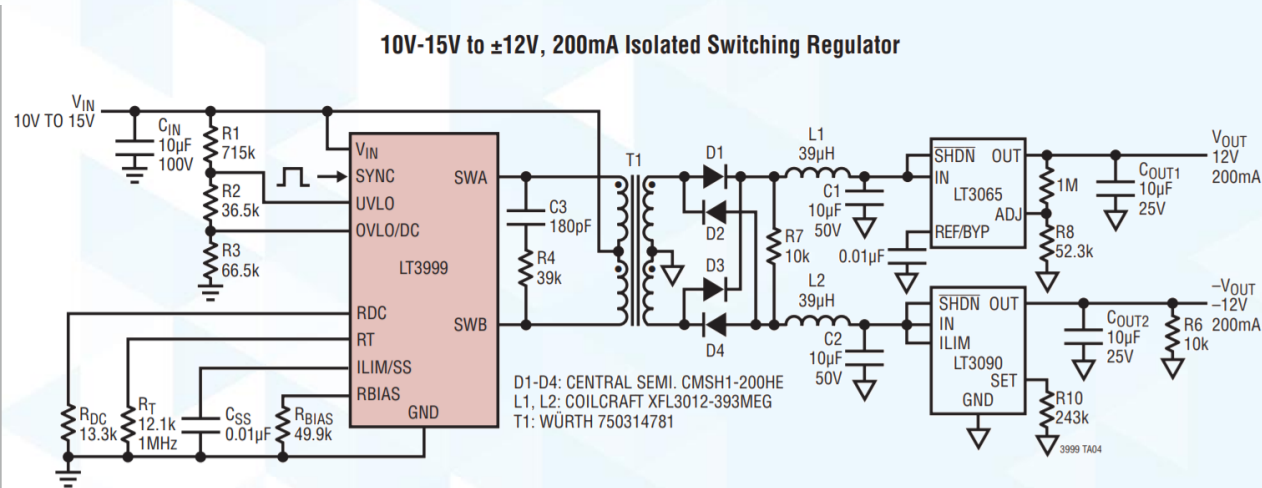 10V-15V to ±12V, 200mA Isolated Switching Regulator
VIN
10V TO 15V
CIN
10µF
100V
R1
715k
R2
36.5k
R3
66.5k
VIN
SYNC
UVLO
OVLO/DC
LT3999
RDC
RT
ILIM/SS
RBIAS
GND
SWA
SWB
C3
180pF
R4
39k
T1
D1
D2
D3
D4
R7
10k
L1
39µH
C1
10µF
50V
0.01µF
L2
39µH
C2
10µF
50V
SHDN OUT
IN
LT3065
ADJ
REF/BYP
1M
R8
52.3k
COUT1
10µF
25V
VOUT
12V
200mA
SHDN OUT
IN
ILIM
LT3090
SET
GND
R10
243k
COUT2
10µF
25V
R6
10k
–VOUT
–12V
200mA
RDC
13.3k
RT
12.1k
1MHz
CSS
0.01µF
RBIAS
49.9k
D1-D4: CENTRAL SEMI. CMSH1-200HE
L1, L2: COILCRAFT XFL3012-393MEG
T1: WÜRTH 750314781
3999 TA04